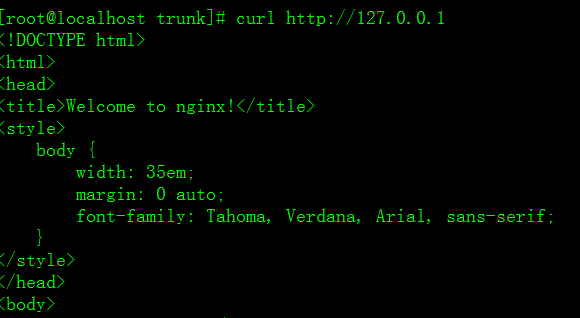 [root@localhost trunk]# curl http://127.0.0.1
<!DOCTYPE html>
<html>
<head>
<title>Welcome to nginx!</title>
<style>
    body {
        width: 35em;
        margin: 0 auto;
        font-family: Tahoma, Verdana, Arial, sans-serif;
    }
</style>
</head>
<body>